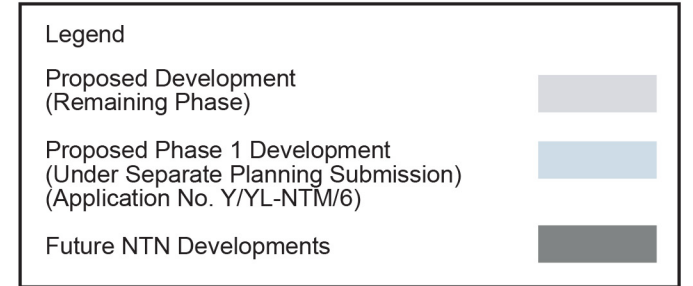 Legend
Proposed Development
(Remaining Phase)
Proposed Phase 1 Development
(Under Separate Planning Submission)
(Application No. Y/YL-NTM/6)
Future NTN Developments